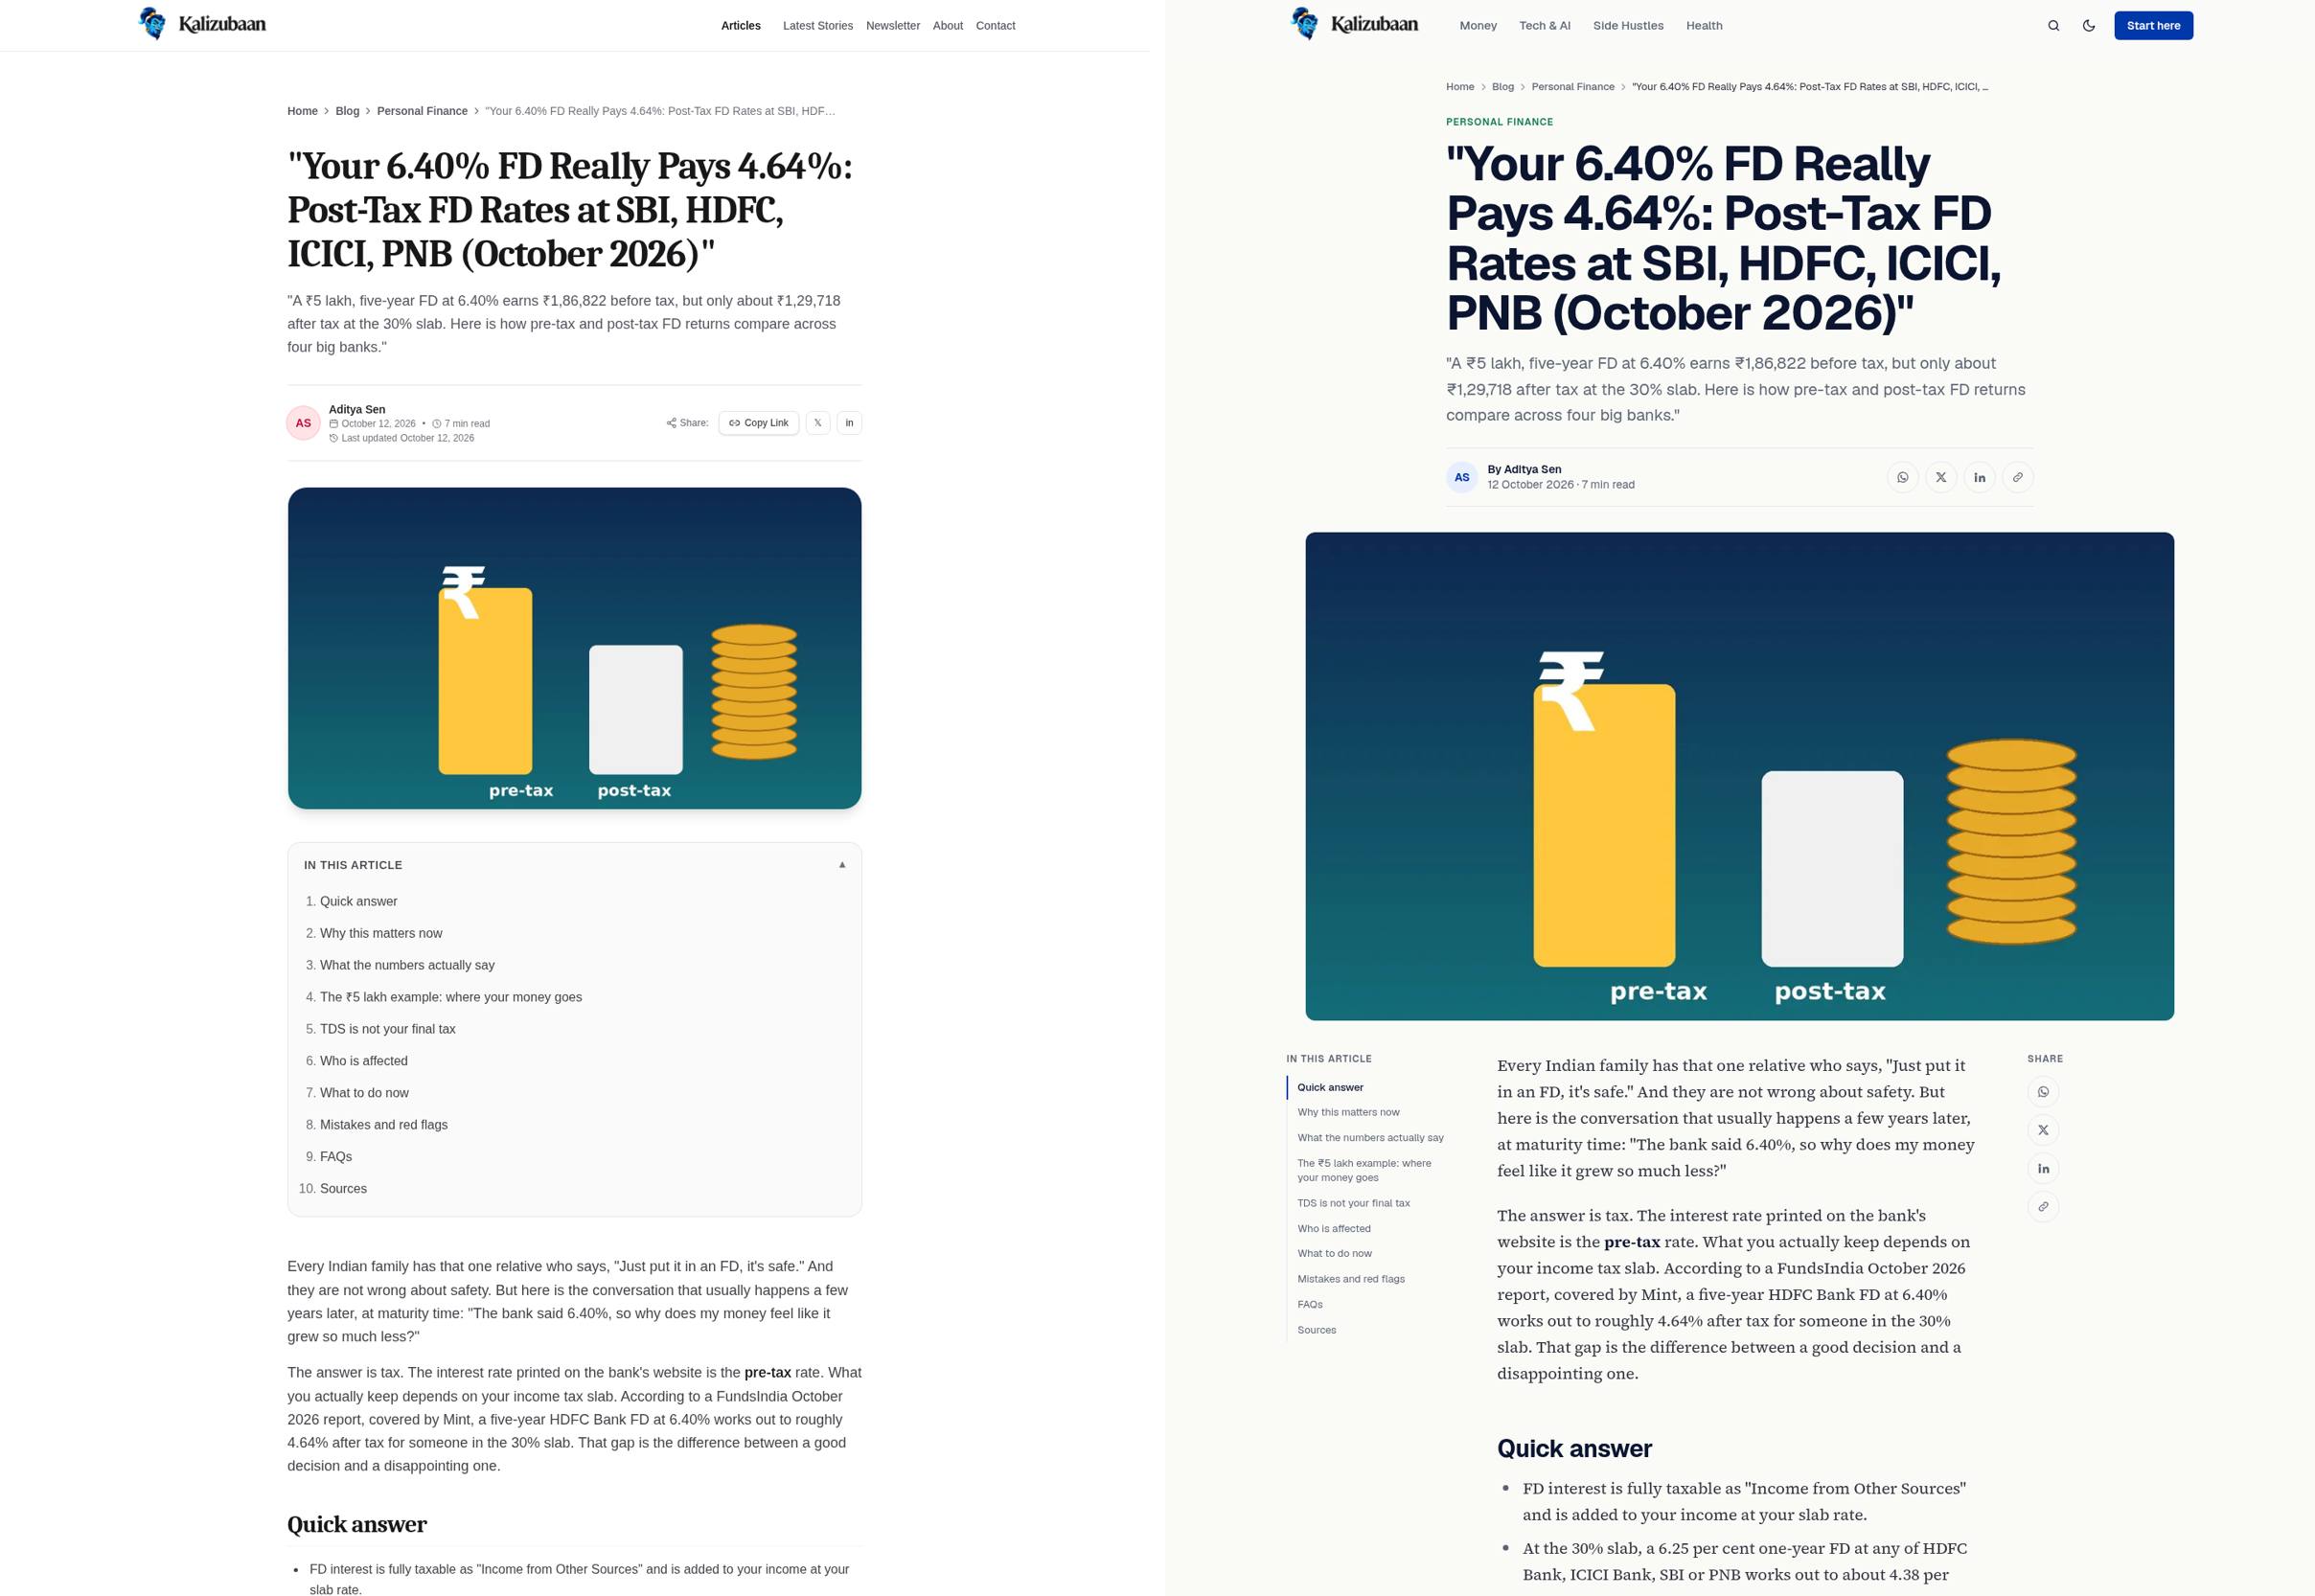 Kalizubaan
Articles Latest Stories Newsletter About Contact
Home > Blog > Personal Finance > "Your 6.40% FD Really Pays 4.64%: Post-Tax FD Rates at SBI, HDF…
"Your 6.40% FD Really Pays 4.64%:
Post-Tax FD Rates at SBI, HDFC,
ICICI, PNB (October 2026)"
"A ₹5 lakh, five-year FD at 6.40% earns ₹1,86,822 before tax, but only about ₹1,29,718
after tax at the 30% slab. Here is how pre-tax and post-tax FD returns compare across
four big banks."
AS
Aditya Sen
October 12, 2026 • 7 min read
Last updated October 12, 2026
Share: Copy Link 𝕏 in
₹
pre-tax post-tax
IN THIS ARTICLE ▲
1. Quick answer
2. Why this matters now
3. What the numbers actually say
4. The ₹5 lakh example: where your money goes
5. TDS is not your final tax
6. Who is affected
7. What to do now
8. Mistakes and red flags
9. FAQs
10. Sources
Every Indian family has that one relative who says, "Just put it in an FD, it's safe." And
they are not wrong about safety. But here is the conversation that usually happens a few
years later, at maturity time: "The bank said 6.40%, so why does my money feel like it
grew so much less?"
The answer is tax. The interest rate printed on the bank's website is the pre-tax rate. What
you actually keep depends on your income tax slab. According to a FundsIndia October
2026 report, covered by Mint, a five-year HDFC Bank FD at 6.40% works out to roughly
4.64% after tax for someone in the 30% slab. That gap is the difference between a good
decision and a disappointing one.
Quick answer
• FD interest is fully taxable as "Income from Other Sources" and is added to your income at your
slab rate.
Kalizubaan
Money Tech & AI Side Hustles Health
Start here
Home > Blog > Personal Finance > "Your 6.40% FD Really Pays 4.64%: Post-Tax FD Rates at SBI, HDFC, ICICI, …
PERSONAL FINANCE
"Your 6.40% FD Really
Pays 4.64%: Post-Tax FD
Rates at SBI, HDFC, ICICI,
PNB (October 2026)"
"A ₹5 lakh, five-year FD at 6.40% earns ₹1,86,822 before tax, but only about
₹1,29,718 after tax at the 30% slab. Here is how pre-tax and post-tax FD returns
compare across four big banks."
AS
By Aditya Sen
12 October 2026 · 7 min read
X in
₹
pre-tax post-tax
IN THIS ARTICLE
Quick answer
Why this matters now
What the numbers actually say
The ₹5 lakh example: where
your money goes
TDS is not your final tax
Who is affected
What to do now
Mistakes and red flags
FAQs
Sources
Every Indian family has that one relative who says, "Just put it
in an FD, it's safe." And they are not wrong about safety. But
here is the conversation that usually happens a few years later,
at maturity time: "The bank said 6.40%, so why does my money
feel like it grew so much less?"
The answer is tax. The interest rate printed on the bank's
website is the pre-tax rate. What you actually keep depends on
your income tax slab. According to a FundsIndia October 2026
report, covered by Mint, a five-year HDFC Bank FD at 6.40%
works out to roughly 4.64% after tax for someone in the 30%
slab. That gap is the difference between a good decision and a
disappointing one.
Quick answer
• FD interest is fully taxable as "Income from Other Sources"
and is added to your income at your slab rate.
• At the 30% slab, a 6.25 per cent one-year FD at any of HDFC
Bank, ICICI Bank, SBI or PNB works out to about 4.38 per
SHARE
X
in